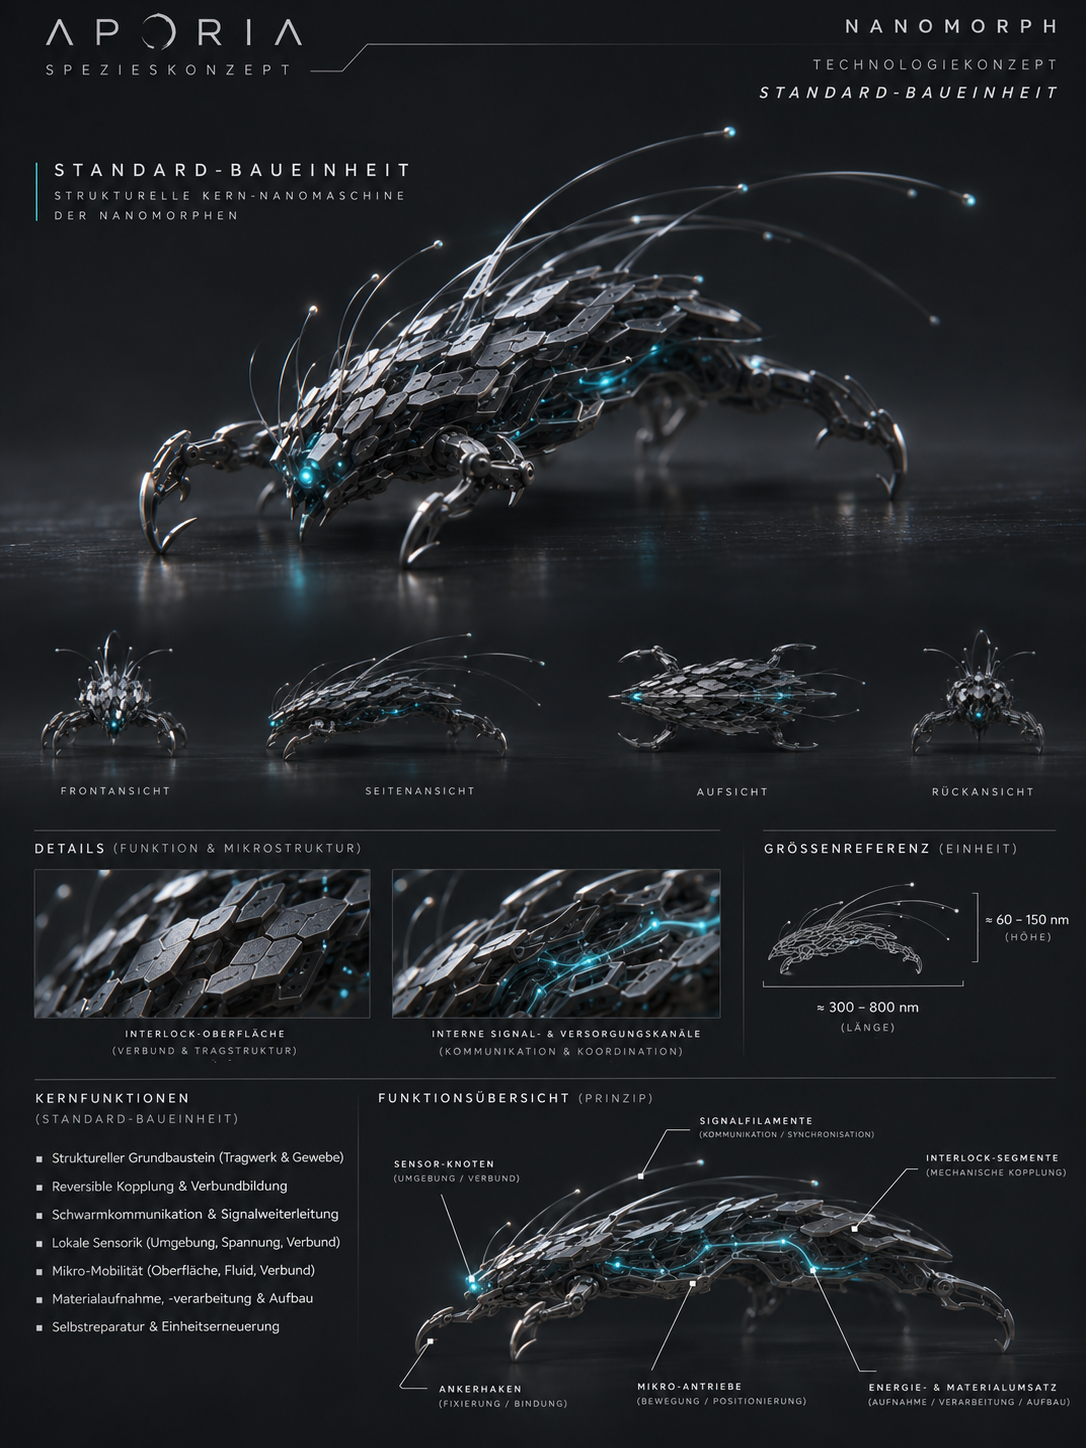 APORIA
SPEZIESKONZEPT
NANOMORPH
TECHNOLOGIEKONZEPT
STANDARD-BAUEINHEIT
STANDARD-BAUEINHEIT
STRUKTURELLE KERN-NANOMASCHINE
DER NANOMORPHEN
FRONTANSICHT
SEITENANSICHT
AUFSICHT
RÜCKANSICHT
DETAILS (FUNKTION & MIKROSTRUKTUR)
INTERLOCK-OBERFLÄCHE
(VERBUND & TRAGSTRUKTUR)
INTERNE SIGNAL- & VERSORGUNGSKANÄLE
(KOMMUNIKATION & KOORDINATION)
GRÖSSENREFERENZ (EINHEIT)
≈ 60 – 150 nm
(HÖHE)
≈ 300 – 800 nm
(LÄNGE)
KERNFUNKTIONEN
(STANDARD-BAUEINHEIT)
Struktureller Grundbaustein (Tragwerk & Gewebe)
Reversible Kopplung & Verbundbildung
Schwarmkommunikation & Signalweiterleitung
Lokale Sensorik (Umgebung, Spannung, Verbund)
Mikro-Mobilität (Oberfläche, Fluid, Verbund)
Materialaufnahme, -verarbeitung & Aufbau
Selbstreparatur & Einheitserneuerung
FUNKTIONSÜBERSICHT (PRINZIP)
SIGNALFILAMENTE
(KOMMUNIKATION / SYNCHRONISATION)
SENSOR-KNOTEN
(UMGEBUNG / VERBUND)
INTERLOCK-SEGMENTE
(MECHANISCHE KOPPLUNG)
ANKERHAKEN
(FIXIERUNG / BINDUNG)
MIKRO-ANTRIEBE
(BEWEGUNG / POSITIONIERUNG)
ENERGIE- & MATERIALUMSATZ
(AUFNAHME / VERARBEITUNG / AUFBAU)